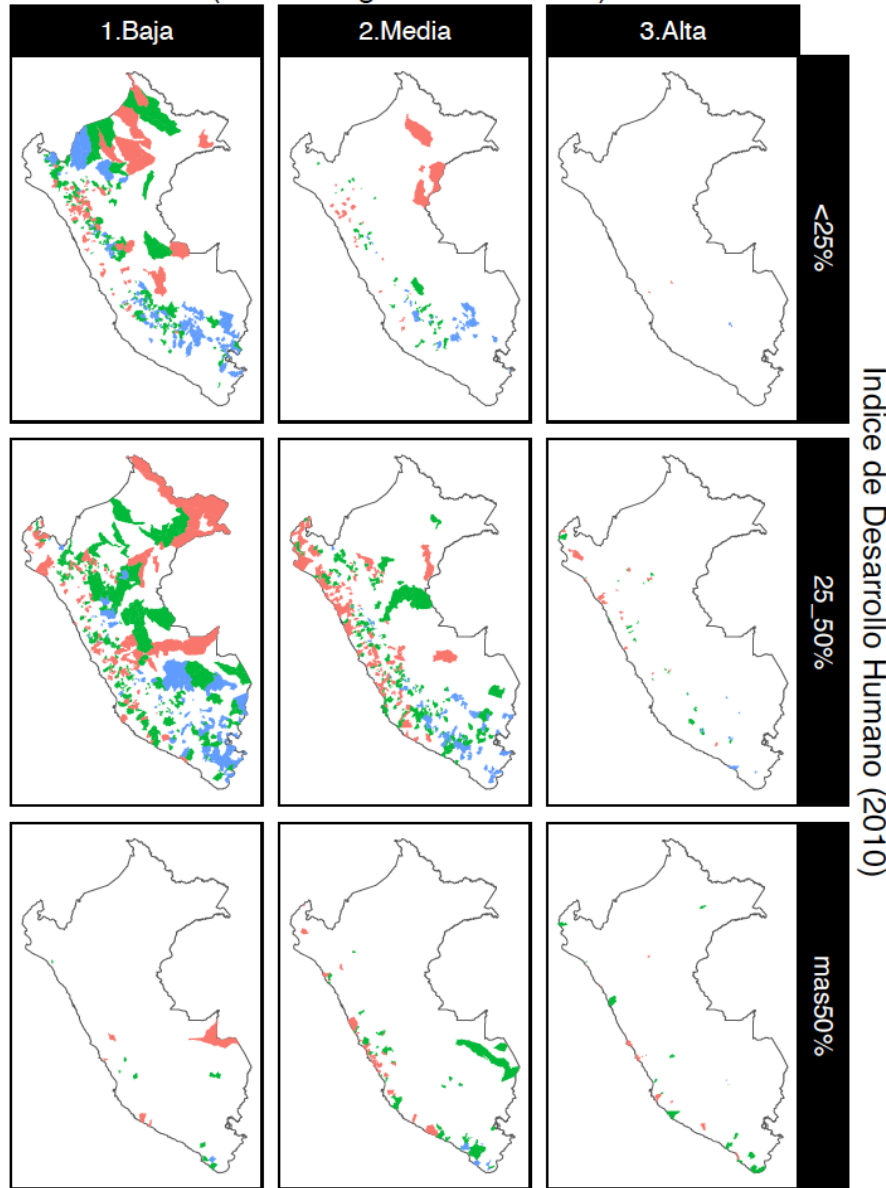 1.Baja
2.Media
3.Alta
<25%
25_50%
mas50%
Indice de Desarrollo Humano (2010)